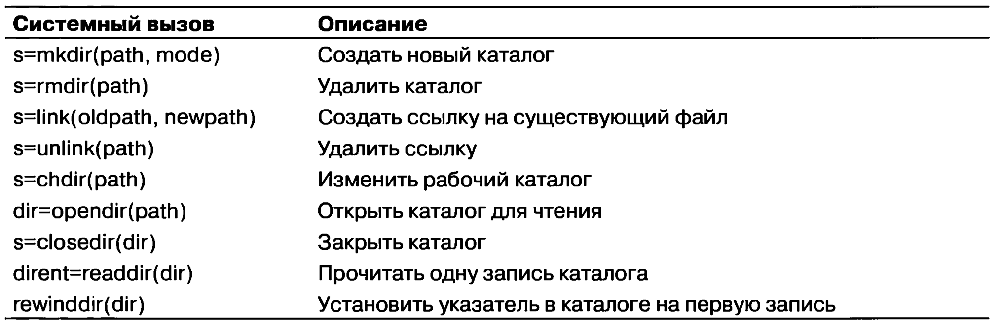 Системный вызов Описание
s=mkdir(path, mode) Создать новый каталог
s=rmdir(path) Удалить каталог
s=link(oldpath, newpath) Создать ссылку на существующий файл
s=unlink(path) Удалить ссылку
s=chdir(path) Изменить рабочий каталог
dir=opendir(path) Открыть каталог для чтения
s=closedir(dir) Закрыть каталог
dirent=readdir(dir) Прочитать одну запись каталога
rewinddir(dir) Установить указатель в каталоге на первую запись